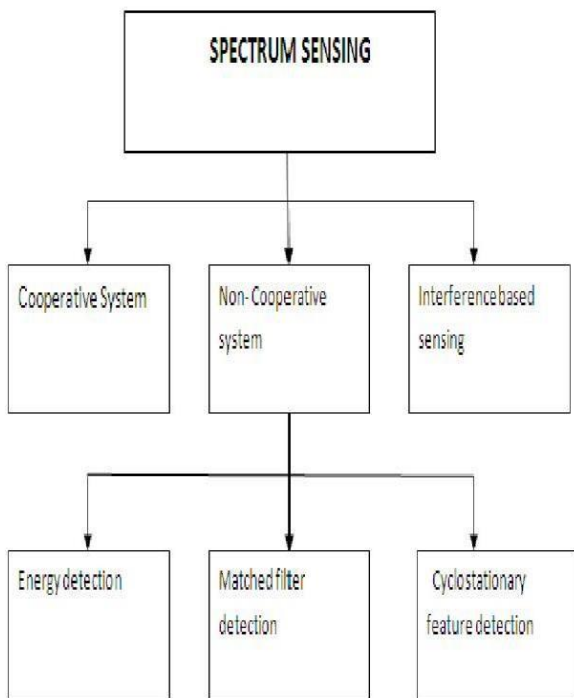 SPECTRUM SENSING
Cooperative System
Non-Cooperative
system
Interference based
sensing
Energy detection
Matched filter
detection
Cyclostationary
feature detection